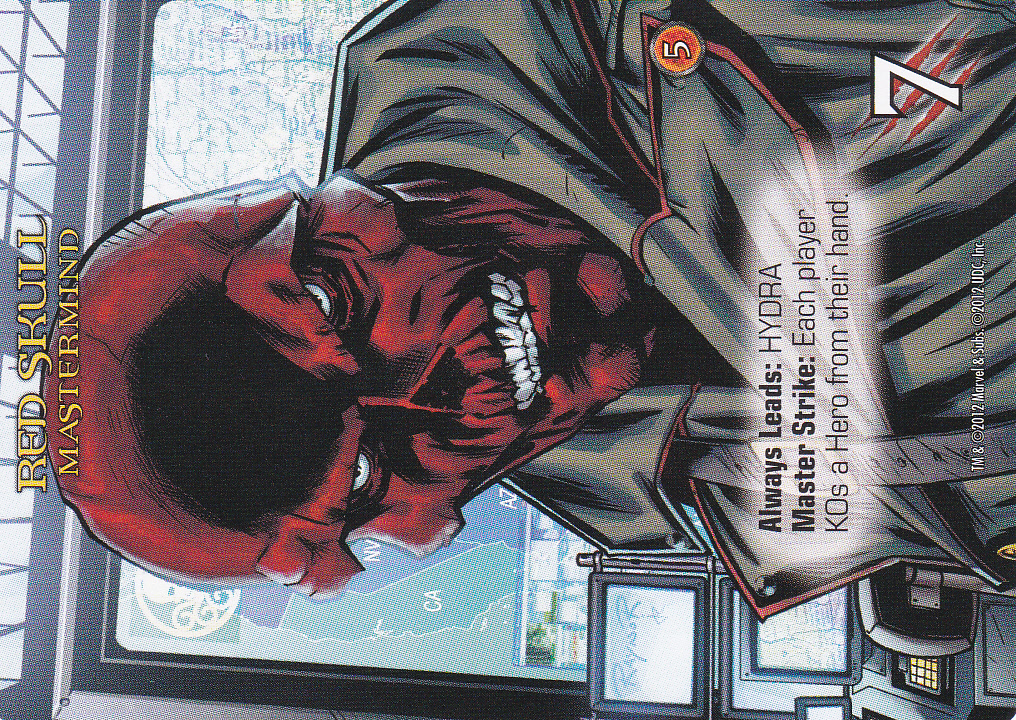 RED SKULL
MASTERMIND
NV
CA
AZ
RAYNOR
5
Always Leads: HYDRA
Master Strike: Each player
KOs a Hero from their hand.
7
TM & ©2012 Marvel & Subs. ©2012 UDC, Inc.